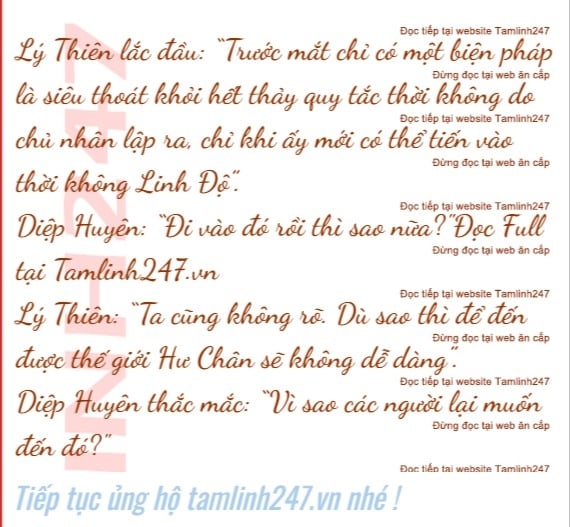 Đọc tiếp tại website Tamlinh247
Lý Thiên lắc đầu: “Trước mắt chỉ có một biện pháp
Đừng đọc tại web ăn cắp
là siêu thoát khỏi hết thảy quy tắc thời không do
Đọc tiếp tại website Tamlinh247
chủ nhân lập ra, chỉ khi ấy mới có thể tiến vào
Đừng đọc tại web ăn cắp
thời không Linh Độ”.
Đọc tiếp tại website Tamlinh247
Diệp Huyên: “Đi vào đó rồi thì sao nữa?”Đọc Full
Đừng đọc tại web ăn cắp
tại Tamlinh247.vn
Đọc tiếp tại website Tamlinh247
Lý Thiên: “Ta cũng không rõ. Dù sao thì để đến
Đừng đọc tại web ăn cắp
được thế giới Hư Chân sẽ không dễ dàng”.
Đọc tiếp tại website Tamlinh247
Diệp Huyên thắc mắc: “Vì sao các người lại muốn
Đừng đọc tại web ăn cắp
đến đó?”
Đọc tiếp tại website Tamlinh247
INH247
Tiếp tục ủng hộ tamlinh247.vn nhé !